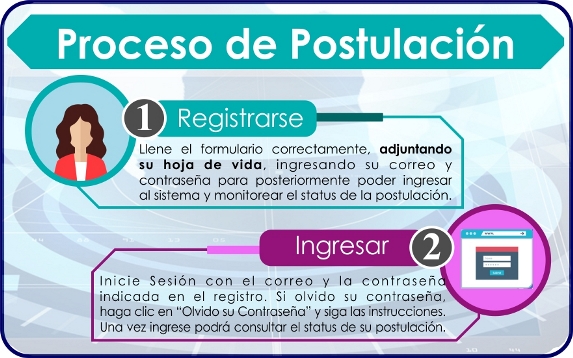 Proceso de Postulación
1 Registrarse
Llene el formulario correctamente, adjuntando
su hoja de vida, ingresando su correo y
contraseña para posteriormente poder ingresar
al sistema y monitorear el status de la postulación.
Ingresar 2
Inicie Sesión con el correo y la contraseña
indicada en el registro. Si olvido su contraseña,
haga clic en “Olvido su Contraseña” y siga las instrucciones.
Una vez ingrese podrá consultar el status de su postulación.